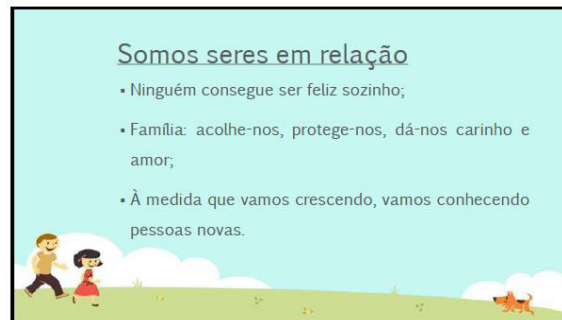 Somos seres em relação
▪ Ninguém consegue ser feliz sozinho;
▪ Família: acolhe-nos, protege-nos, dá-nos carinho e
amor;
▪ À medida que vamos crescendo, vamos conhecendo
pessoas novas.